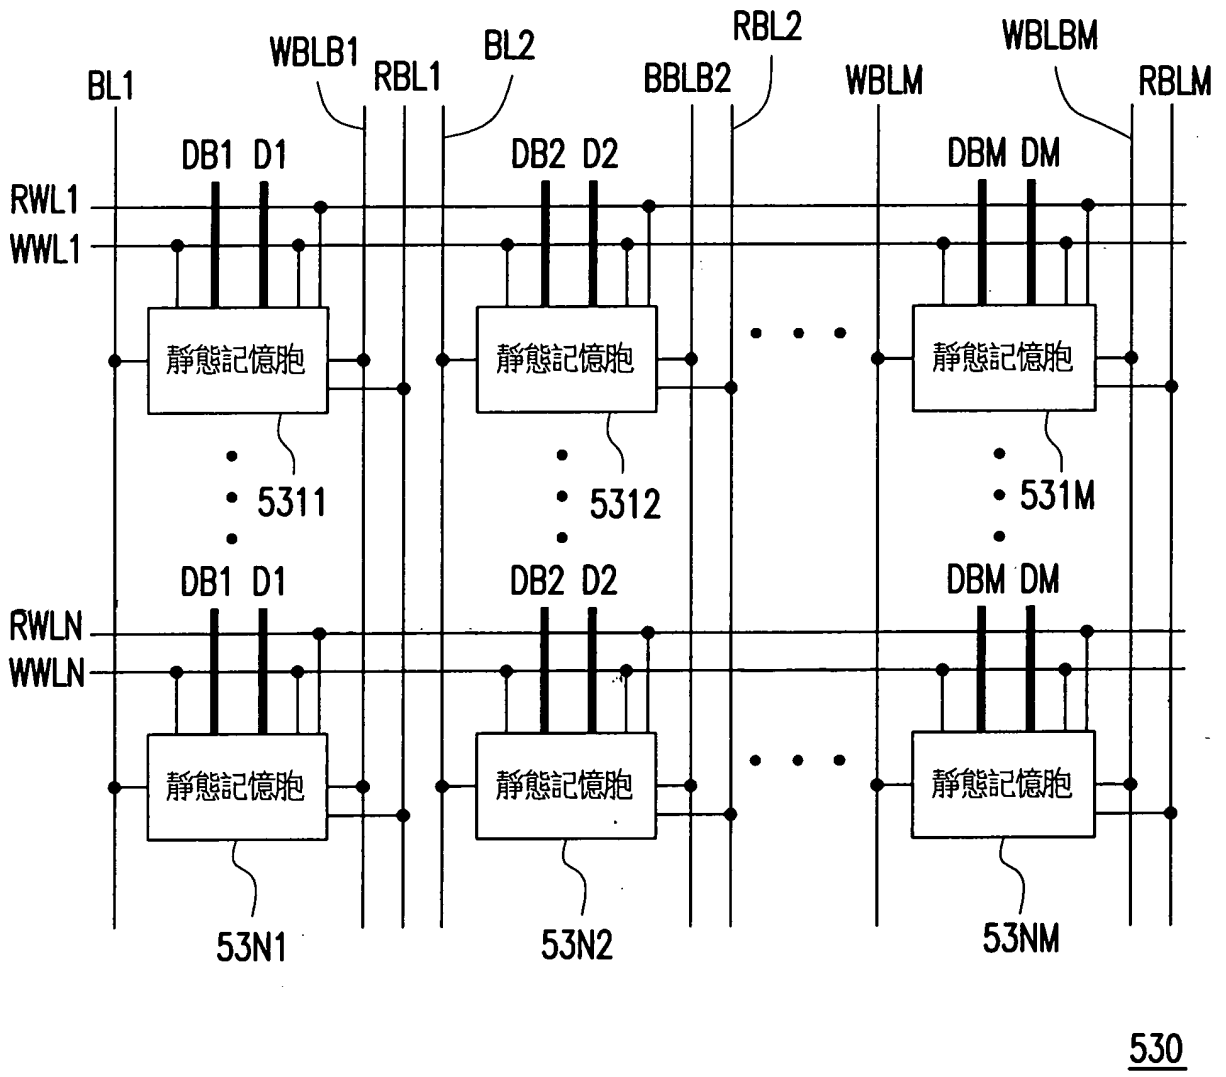 BL1 WBLB1 RBL1 BL2 BBLB2 RBL2 WBLM WBLBM RBLM
DB1 D1 DB2 D2 DBM DM
RWL1
WWL1
靜態記憶胞 靜態記憶胞 靜態記憶胞
5311 5312 531M
DB1 D1 DB2 D2 DBM DM
RWLN
WWLN
靜態記憶胞 靜態記憶胞 靜態記憶胞
53N1 53N2 53NM
530